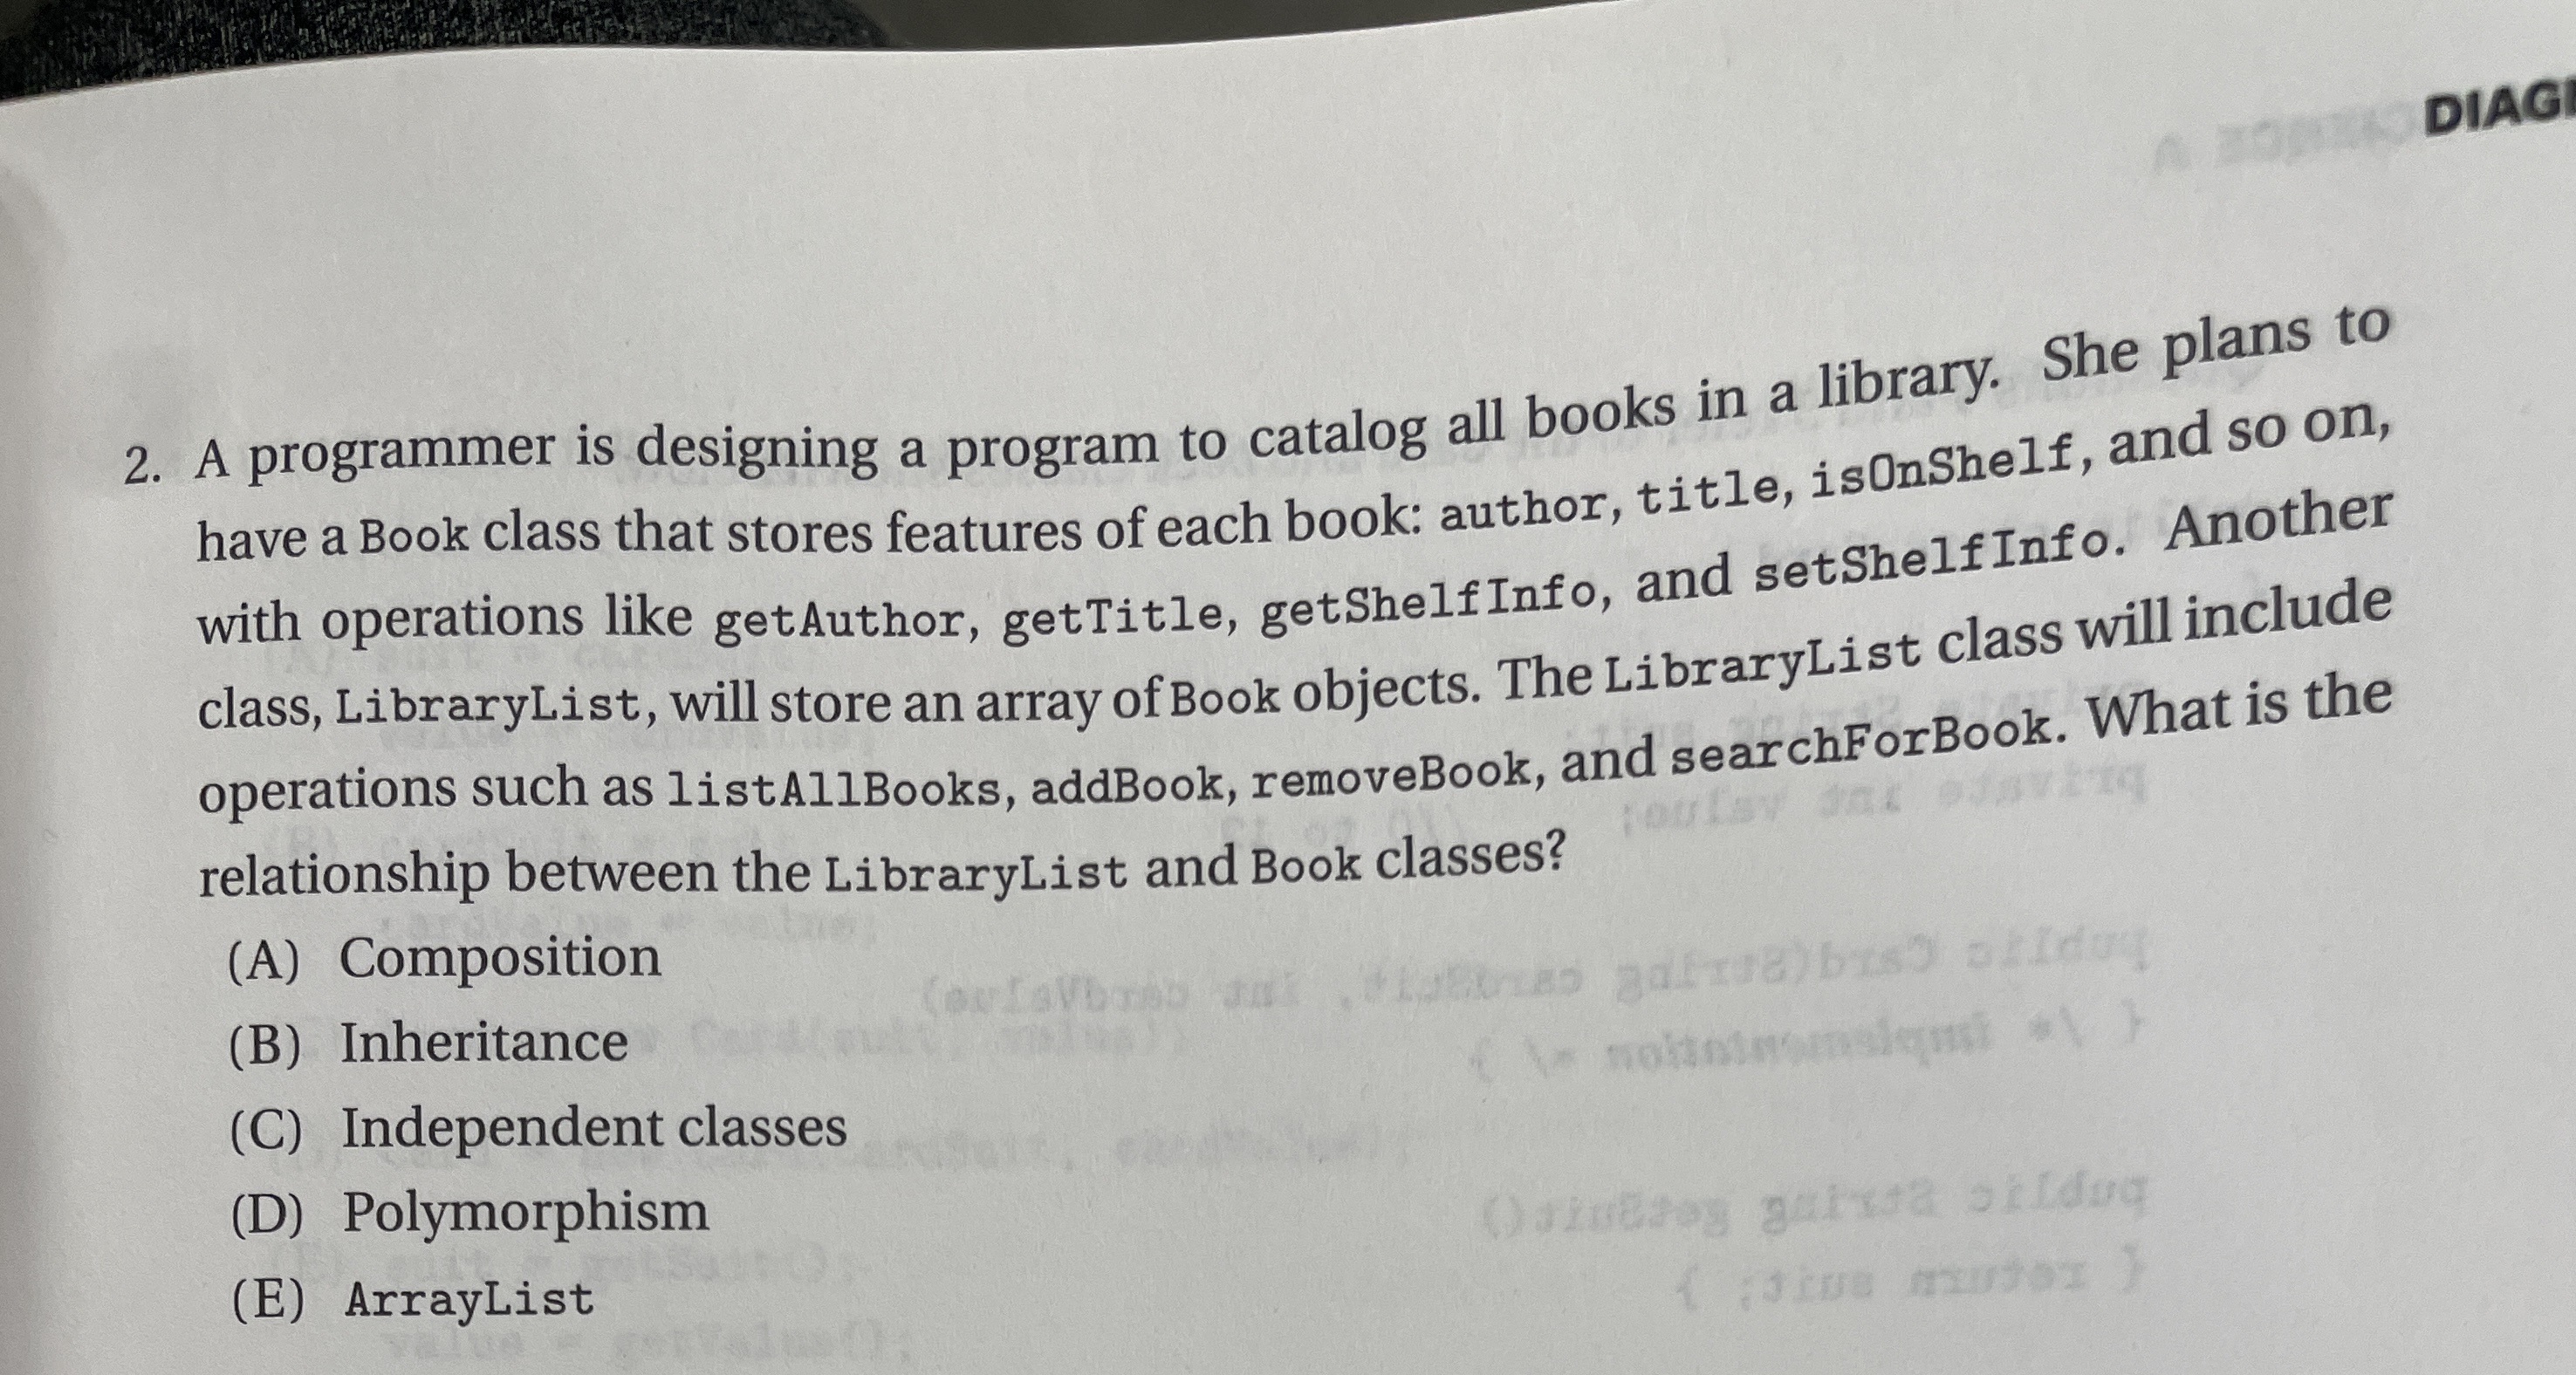 DIAG
2. A programmer is designing a program to catalog all books in a library. She plans to
have a Book class that stores features of each book: author, title, isOnShelf, and so on,
with operations like getAuthor, getTitle, getShelfInfo, and setShelfInfo. Another
class, LibraryList, will store an array of Book objects. The LibraryList class will include
operations such as listAllBooks, addBook, removeBook, and searchForBook. What is the
relationship between the LibraryList and Book classes?
(A) Composition
(B) Inheritance
(C) Independent classes
(D) Polymorphism
(E) ArrayList